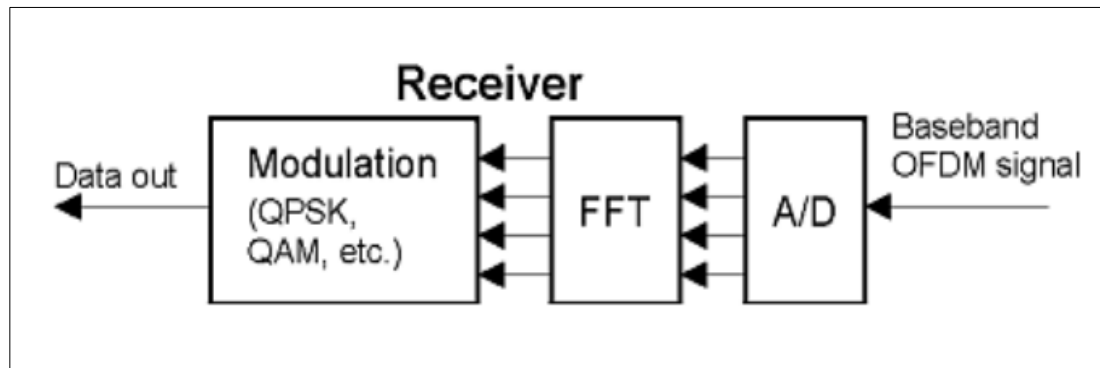 Receiver
Data out
Modulation
(QPSK,
QAM, etc.)
FFT
A/D
Baseband
OFDM signal